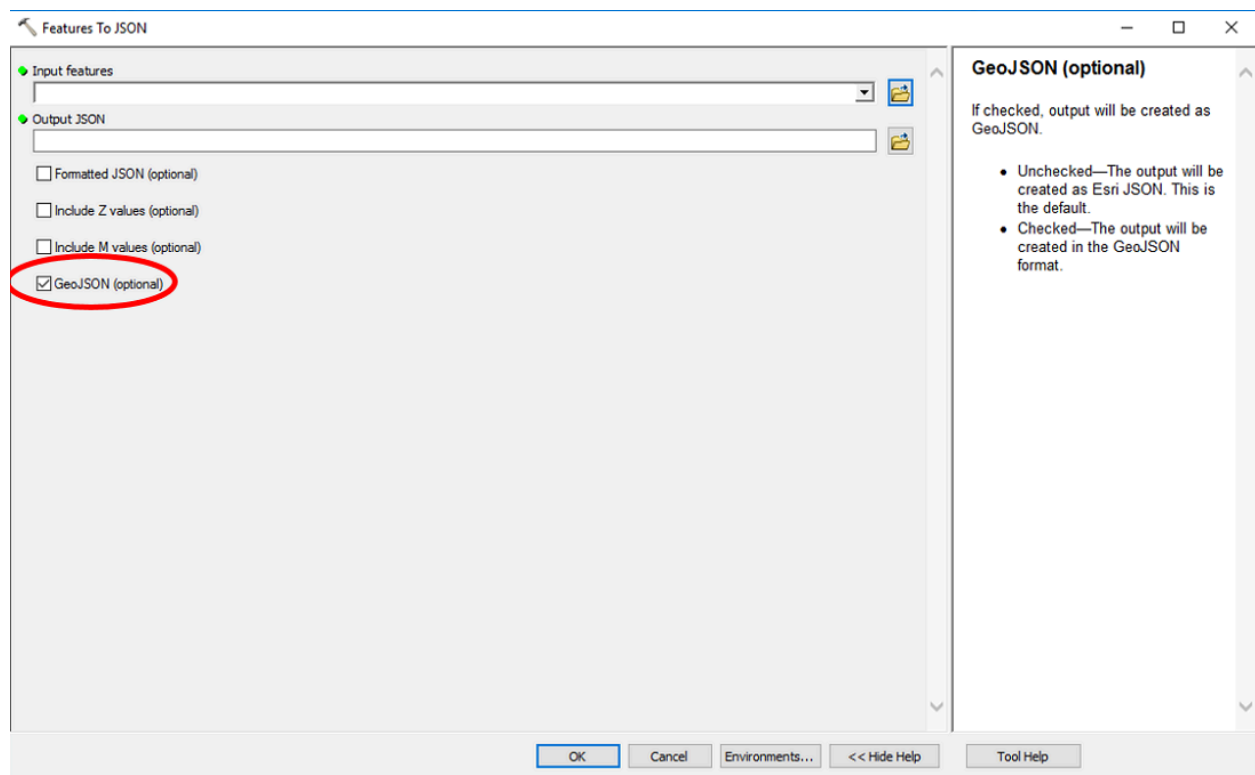 Features To JSON
Input features
Output JSON
Formatted JSON (optional)
Include Z values (optional)
Include M values (optional)
GeoJSON (optional)
GeoJSON (optional)
If checked, output will be created as
GeoJSON.
• Unchecked—The output will be
created as Esri JSON. This is
the default.
• Checked—The output will be
created in the GeoJSON
format.
OK
Cancel
Environments...
<< Hide Help
Tool Help